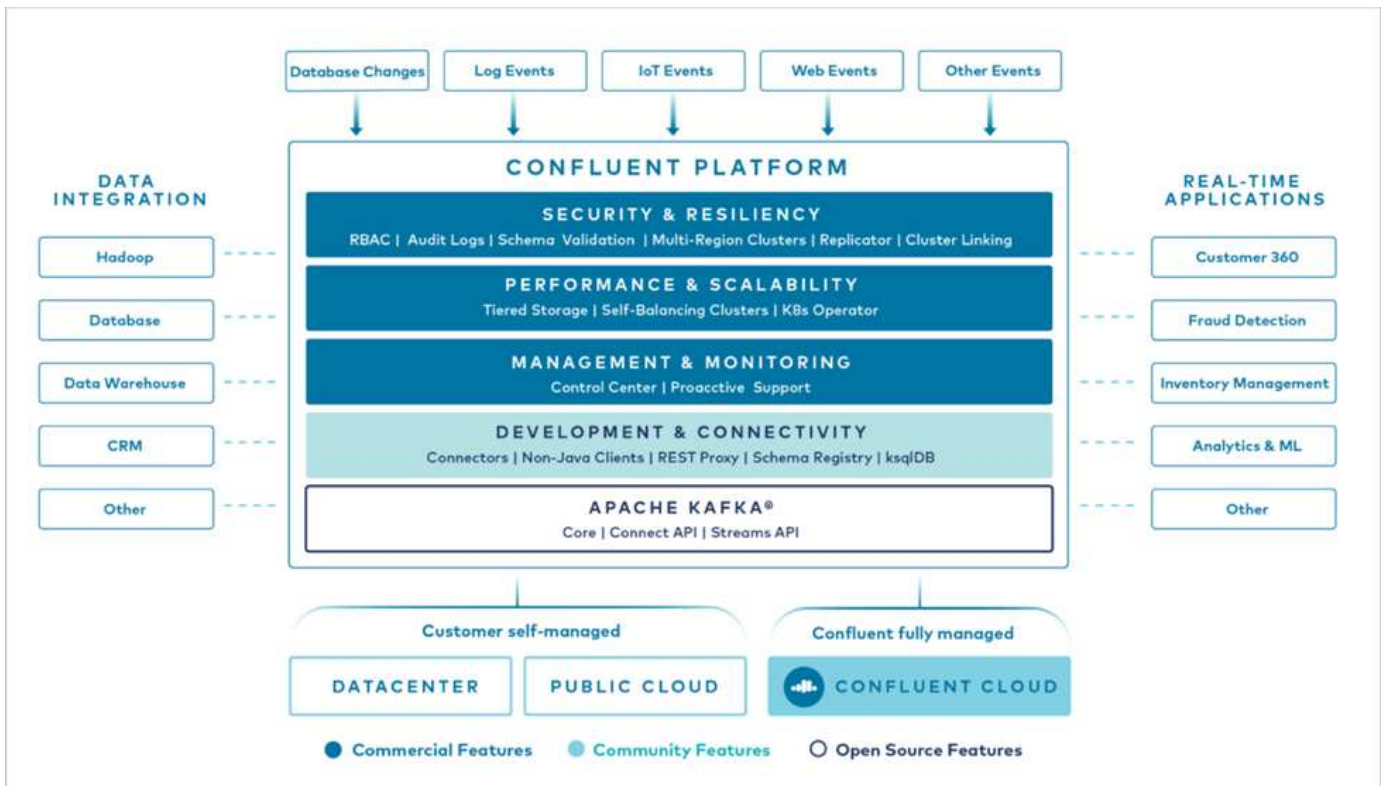 Database Changes
Log Events
IoT Events
Web Events
Other Events
CONFLUENT PLATFORM
DATA
INTEGRATION
Hadoop
Database
Data Warehouse
CRM
Other
SECURITY & RESILIENCY
RBAC | Audit Logs | Schema Validation | Multi-Region Clusters | Replicator | Cluster Linking
PERFORMANCE & SCALABILITY
Tiered Storage | Self-Balancing Clusters | K8s Operator
MANAGEMENT & MONITORING
Control Center | Proacctive Support
DEVELOPMENT & CONNECTIVITY
Connectors | Non-Java Clients | REST Proxy | Schema Registry | ksqlDB
APACHE KAFKA®
Core | Connect API | Streams API
REAL-TIME
APPLICATIONS
Customer 360
Fraud Detection
Inventory Management
Analytics & ML
Other
Customer self-managed
Confluent fully managed
DATACENTER
PUBLIC CLOUD
CONFLUENT CLOUD
Commercial Features
Community Features
Open Source Features